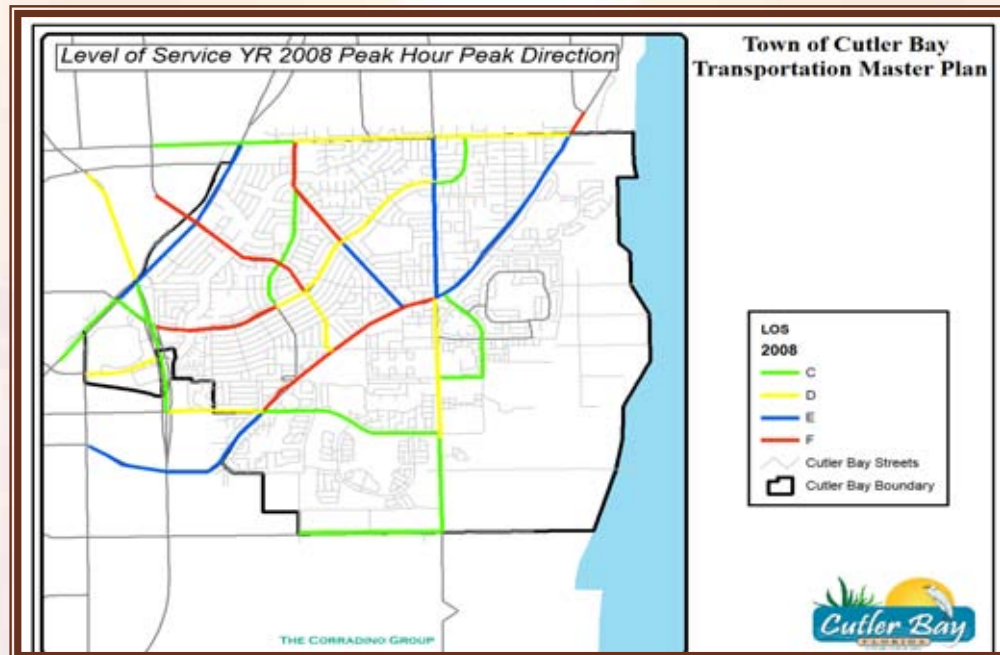 Level of Service YR 2008 Peak Hour Peak Direction
Town of Cutler Bay
Transportation Master Plan
LOS
2008
C
D
E
F
Cutler Bay Streets
Cutler Bay Boundary
THE CORRADINO GROUP
Cutler Bay
FLORIDA